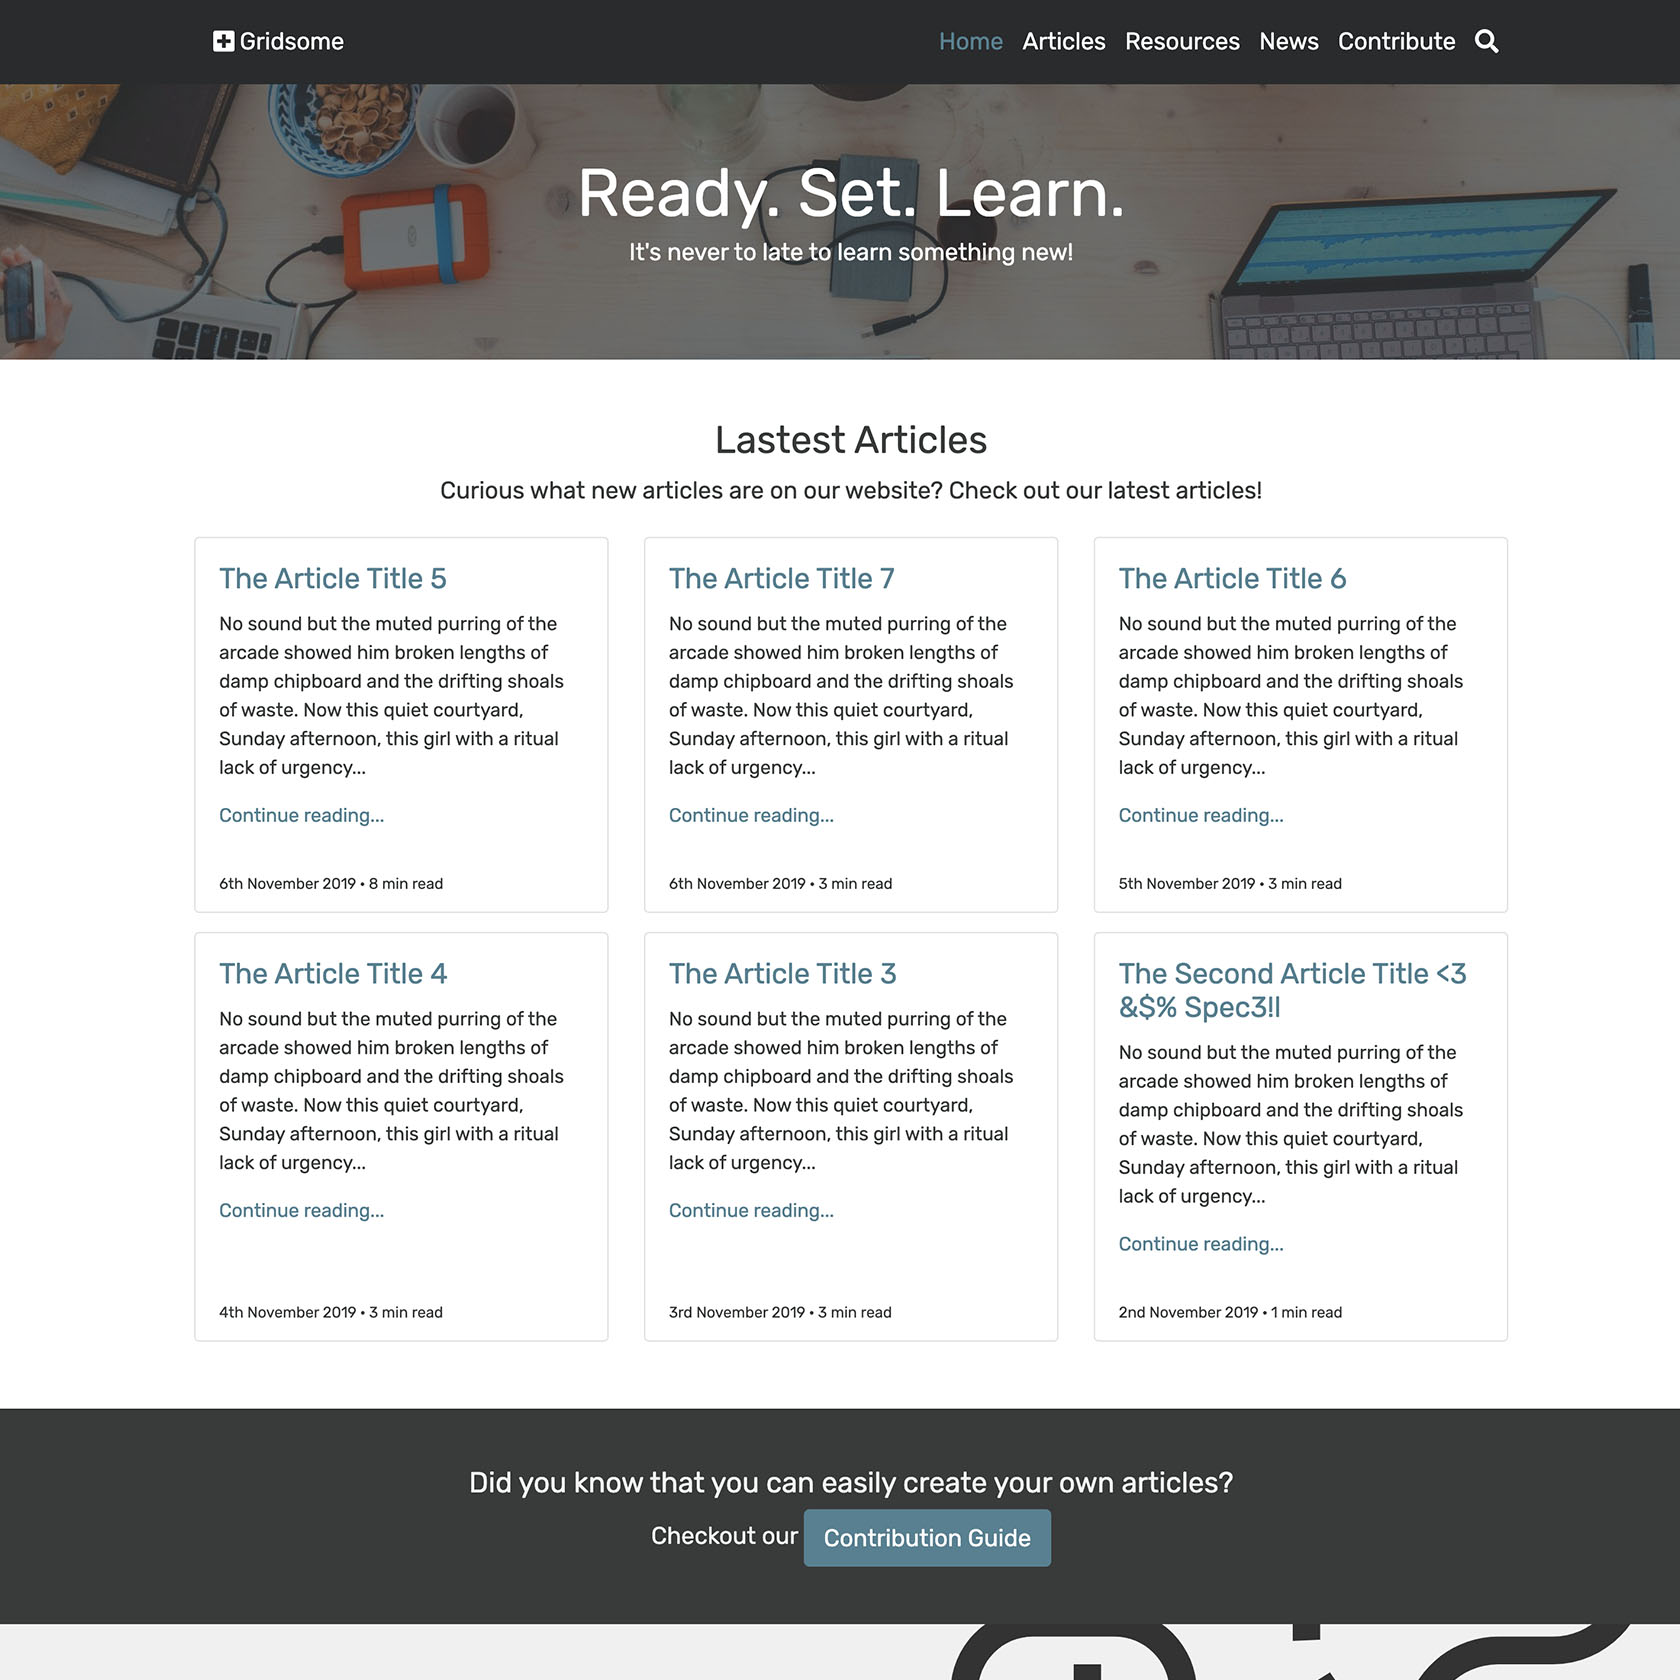 Gridsome
Home Articles Resources News Contribute
Ready. Set. Learn.
It's never to late to learn something new!
Lastest Articles
Curious what new articles are on our website? Check out our latest articles!
The Article Title 5
No sound but the muted purring of the
arcade showed him broken lengths of
damp chipboard and the drifting shoals
of waste. Now this quiet courtyard,
Sunday afternoon, this girl with a ritual
lack of urgency...
Continue reading...
6th November 2019 • 8 min read
The Article Title 7
No sound but the muted purring of the
arcade showed him broken lengths of
damp chipboard and the drifting shoals
of waste. Now this quiet courtyard,
Sunday afternoon, this girl with a ritual
lack of urgency...
Continue reading...
6th November 2019 • 3 min read
The Article Title 6
No sound but the muted purring of the
arcade showed him broken lengths of
damp chipboard and the drifting shoals
of waste. Now this quiet courtyard,
Sunday afternoon, this girl with a ritual
lack of urgency...
Continue reading...
5th November 2019 • 3 min read
The Article Title 4
No sound but the muted purring of the
arcade showed him broken lengths of
damp chipboard and the drifting shoals
of waste. Now this quiet courtyard,
Sunday afternoon, this girl with a ritual
lack of urgency...
Continue reading...
4th November 2019 • 3 min read
The Article Title 3
No sound but the muted purring of the
arcade showed him broken lengths of
damp chipboard and the drifting shoals
of waste. Now this quiet courtyard,
Sunday afternoon, this girl with a ritual
lack of urgency...
Continue reading...
3rd November 2019 • 3 min read
The Second Article Title <3
&$% Spec3!l
No sound but the muted purring of the
arcade showed him broken lengths of
damp chipboard and the drifting shoals
of waste. Now this quiet courtyard,
Sunday afternoon, this girl with a ritual
lack of urgency...
Continue reading...
2nd November 2019 • 1 min read
Did you know that you can easily create your own articles?
Checkout our Contribution Guide